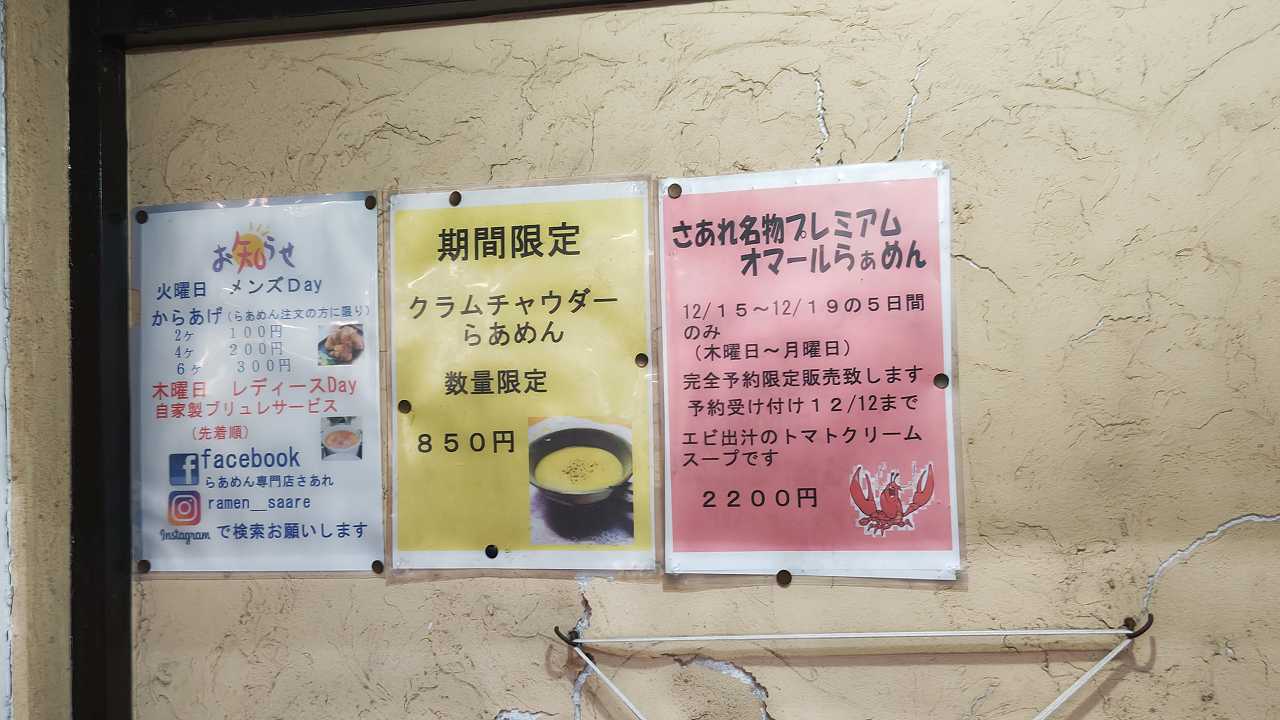 お知らせ
火曜日　メンズDay
からあげ(らあめん注文の方に限り)
2ヶ　１００円
4ヶ　２００円
６ヶ　３００円
木曜日　レディースDay
自家製ブリュレサービス
(先着順)
facebook
らあめん専門店さあれ
ramen__saare
Instagram で検索お願いします
期間限定
クラムチャウダー
らあめん
数量限定
８５０円
さあれ名物プレミアム
オマールらぁめん
12/１５～12/１９の５日間
のみ
(木曜日～月曜日)
完全予約限定販売致します
予約受け付け１２/12まで
エビ出汁のトマトクリーム
スープです
２２００円